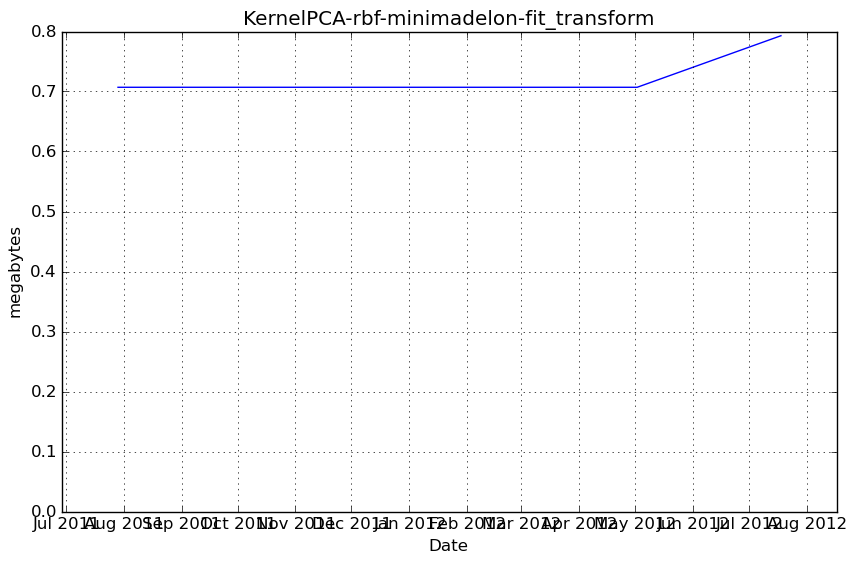 KernelPCA-rbf-minimadelon-fit_transform
0.8
0.7
0.6
0.5
0.4
0.3
0.2
0.1
0.0
megabytes
Jul 2011 Aug 2011 Sep 2011 Oct 2011 Nov 2011 Dec 2011 Jan 2012 Feb 2012 Mar 2012 Apr 2012 May 2012 Jun 2012 Jul 2012 Aug 2012
Date